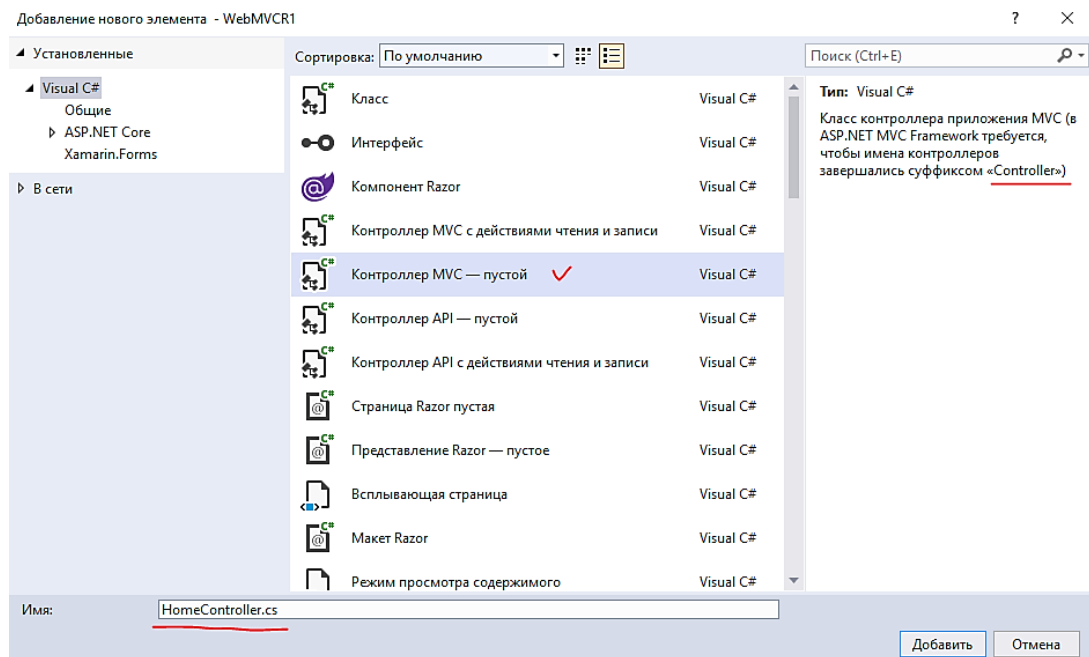 Добавление нового элемента - WebMVCR1
? ×
Установленные
Visual C#
Общие
ASP.NET Core
Xamarin.Forms
В сети
Сортировка: По умолчанию
Класс Visual C#
Интерфейс Visual C#
Компонент Razor Visual C#
Контроллер MVC с действиями чтения и записи Visual C#
Контроллер MVC — пустой Visual C#
Контроллер API — пустой Visual C#
Контроллер API с действиями чтения и записи Visual C#
Страница Razor пустая Visual C#
Представление Razor — пустое Visual C#
Всплывающая страница Visual C#
Макет Razor Visual C#
Режим просмотра содержимого Visual C#
Поиск (Ctrl+E)
Тип: Visual C#
Класс контроллера приложения MVC (в
ASP.NET MVC Framework требуется,
чтобы имена контроллеров
завершались суффиксом «Controller»)
Имя: HomeController.cs
Добавить Отмена